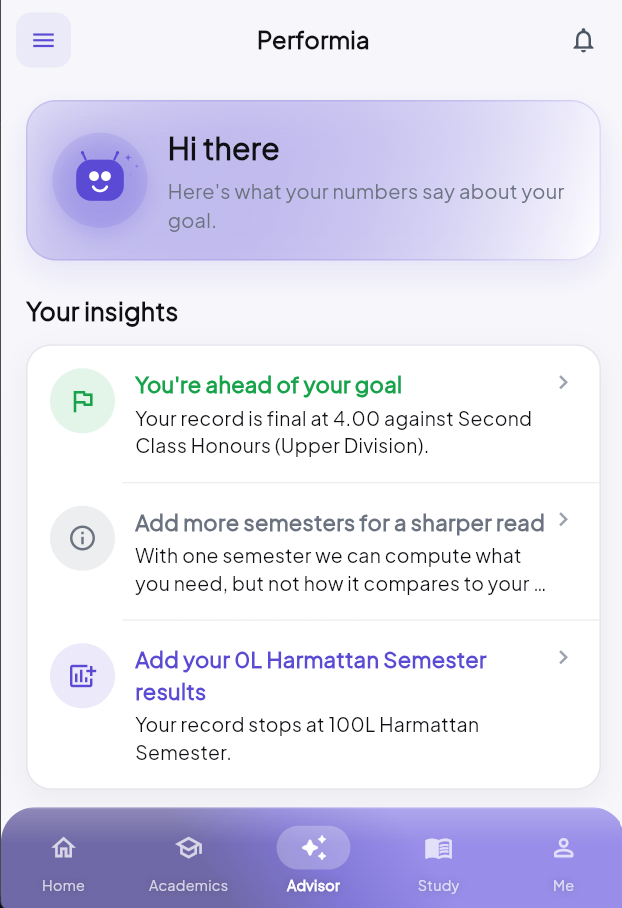 Performia
Hi there
Here's what your numbers say about your
goal.
Your insights
You're ahead of your goal
Your record is final at 4.00 against Second
Class Honours (Upper Division).
Add more semesters for a sharper read
With one semester we can compute what
you need, but not how it compares to your ...
Add your 0L Harmattan Semester
results
Your record stops at 100L Harmattan
Semester.
Home
Academics
Advisor
Study
Me